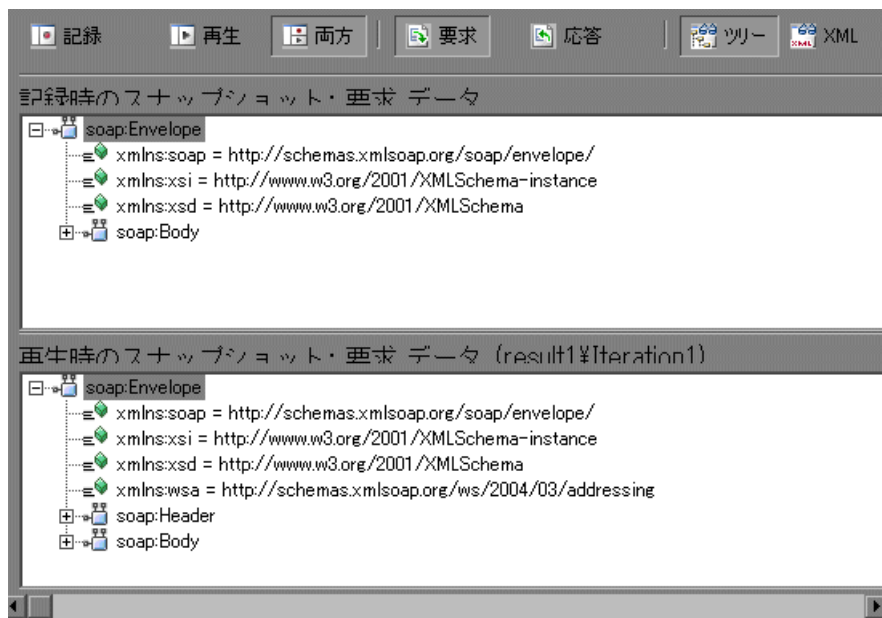 記録 再生 両方 要求 応答 ツリー XML
記録時のスナップショット・要求 データ
soap:Envelope
xmlns:soap = http://schemas.xmlsoap.org/soap/envelope/
xmlns:xsi = http://www.w3.org/2001/XMLSchema-instance
xmlns:xsd = http://www.w3.org/2001/XMLSchema
soap:Body
再生時のスナップショット・要求 データ (result1¥Iteration1)
soap:Envelope
xmlns:soap = http://schemas.xmlsoap.org/soap/envelope/
xmlns:xsi = http://www.w3.org/2001/XMLSchema-instance
xmlns:xsd = http://www.w3.org/2001/XMLSchema
xmlns:wsa = http://schemas.xmlsoap.org/ws/2004/03/addressing
soap:Header
soap:Body